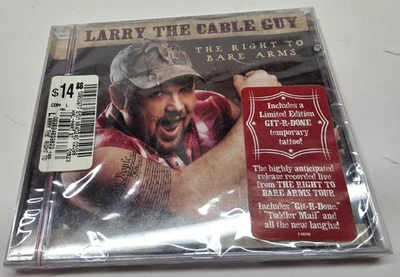 LARRY THE CABLE GUY
THE RIGHT TO
BARE ARMS
$14 88
COM L
Includes a
Limited Edition
GIT-R-DONE
temporary
tattoo!
The highly anticipated
release recorded live
from THE RIGHT TO
BARE ARMS TOUR
Includes "Git-R-Done,"
"Toddler Mail" and
all the new laughs!